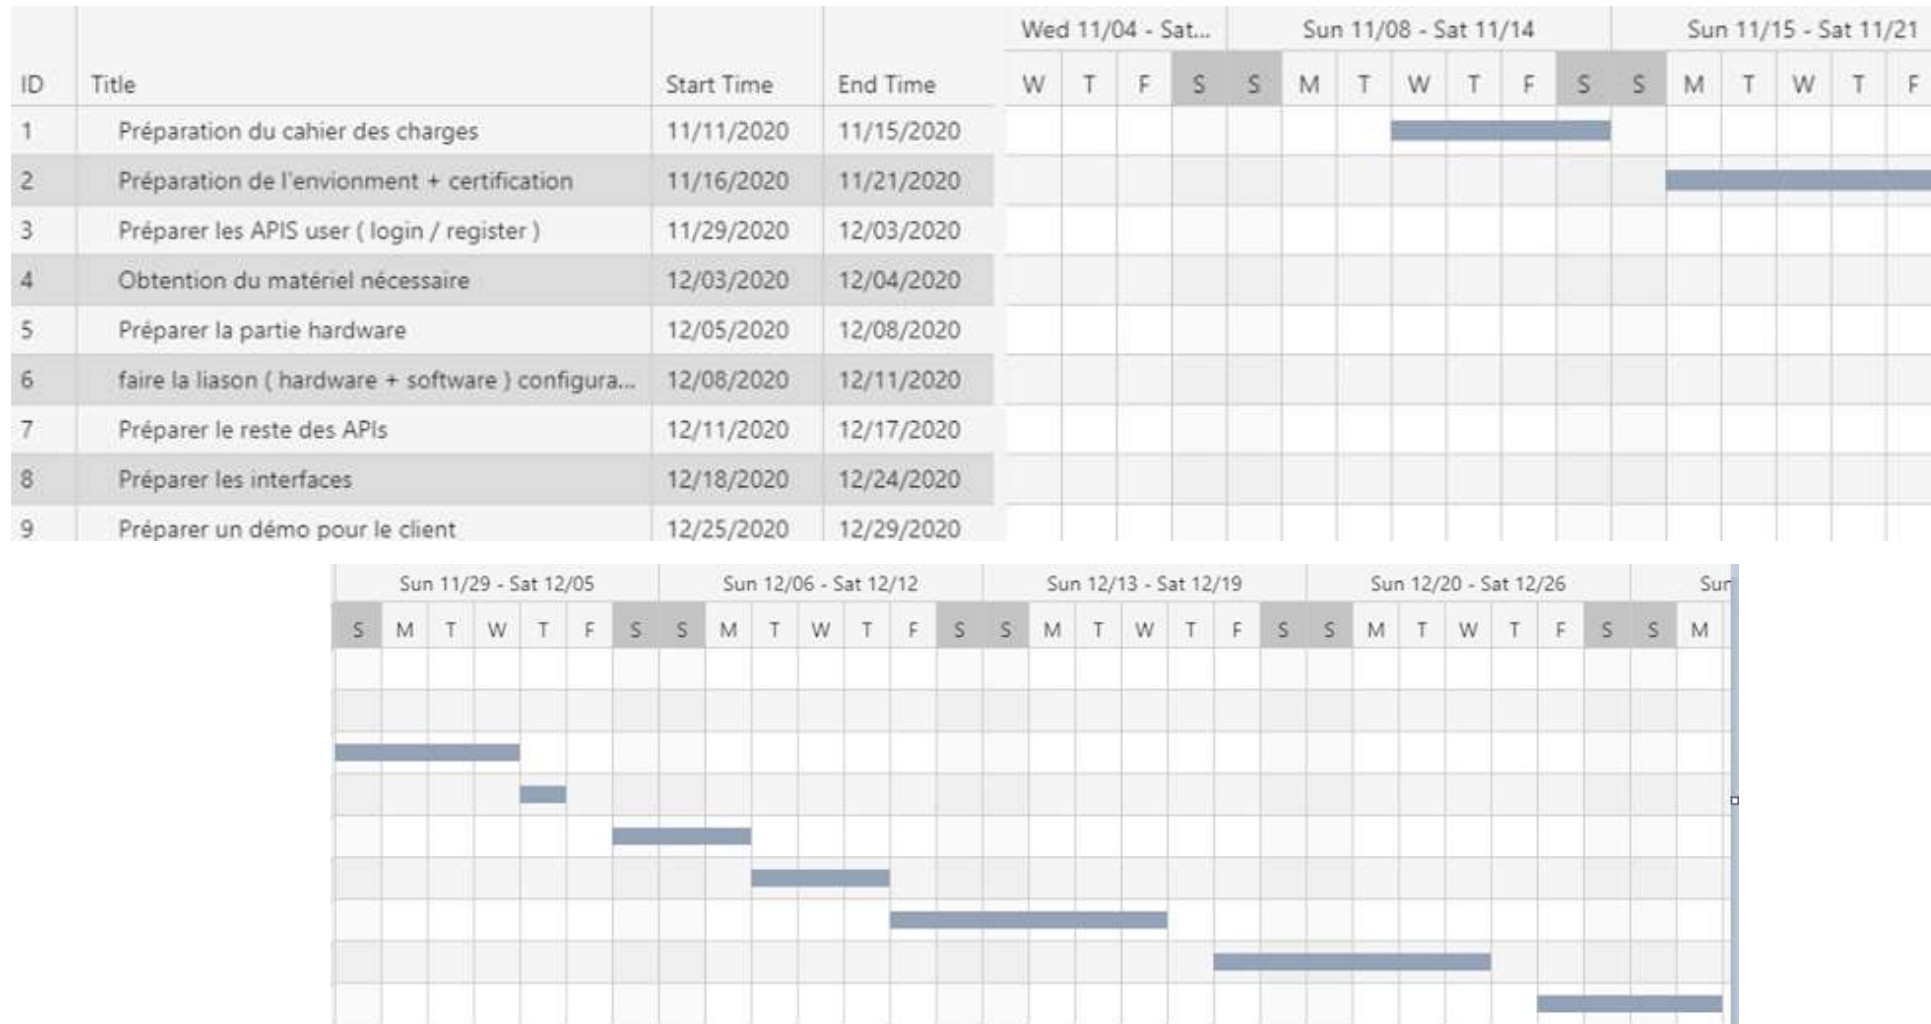 Wed 11/04 - Sat... Sun 11/08 - Sat 11/14 Sun 11/15 - Sat 11/21
ID Title Start Time End Time W T F S S M T W T F S S M T W T F
1 Préparation du cahier des charges 11/11/2020 11/15/2020
2 Préparation de l'envionment + certification 11/16/2020 11/21/2020
3 Préparer les APIS user ( login / register ) 11/29/2020 12/03/2020
4 Obtention du matériel nécessaire 12/03/2020 12/04/2020
5 Préparer la partie hardware 12/05/2020 12/08/2020
6 faire la liason ( hardware + software ) configura... 12/08/2020 12/11/2020
7 Préparer le reste des APIs 12/11/2020 12/17/2020
8 Préparer les interfaces 12/18/2020 12/24/2020
9 Préparer un démo pour le client 12/25/2020 12/29/2020
Sun 11/29 - Sat 12/05 Sun 12/06 - Sat 12/12 Sun 12/13 - Sat 12/19 Sun 12/20 - Sat 12/26 Sun
S M T W T F S S M T W T F S S M T W T F S S M T W T F S S M